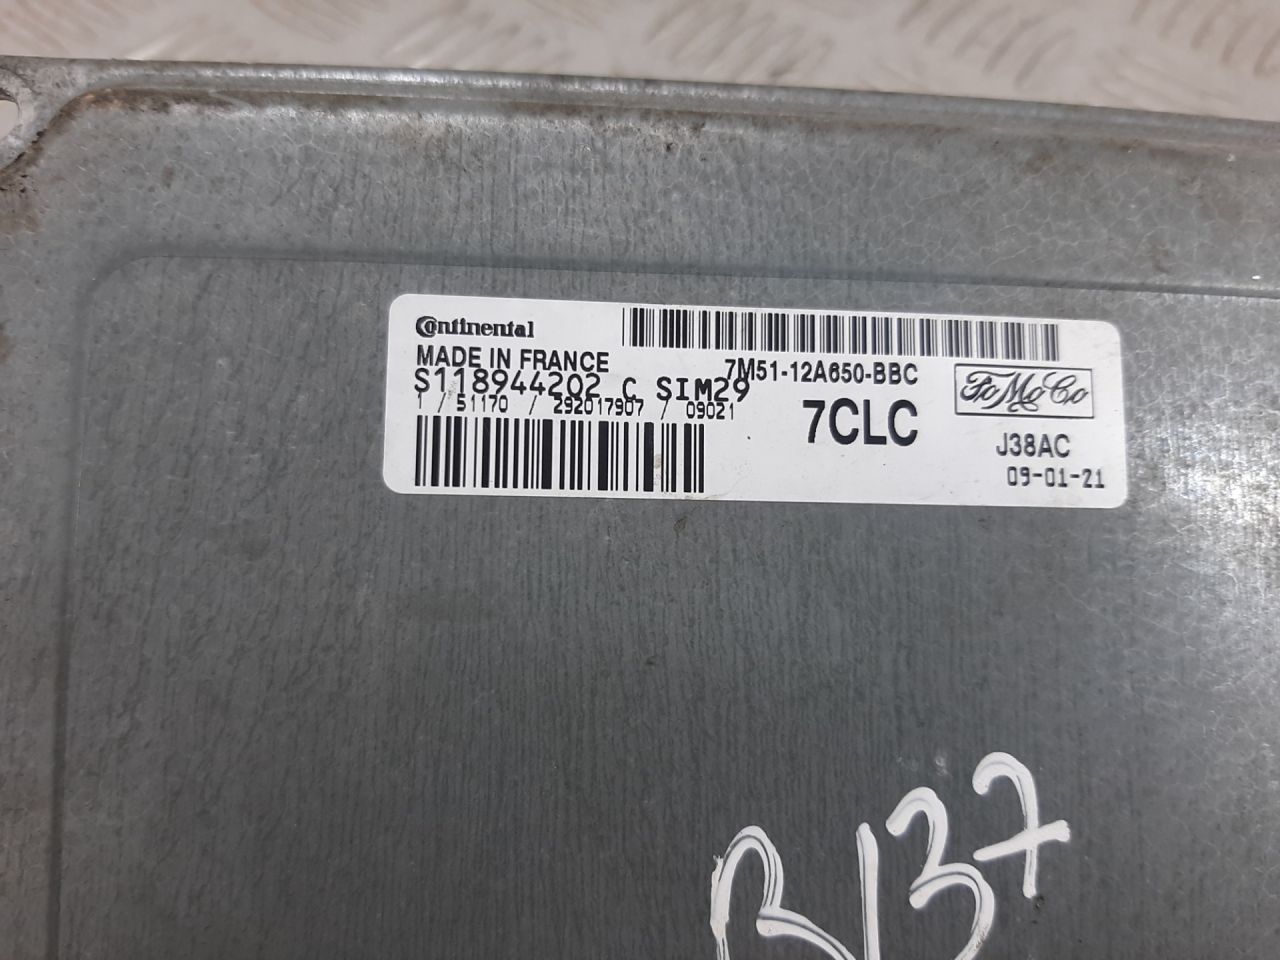 Continental
MADE IN FRANCE
7M51-12A650-BBC
S118944202 C SIM29
1 / 51170 / 292017907 / 09021
7CLC
FoMoCo
J38AC
09-01-21
B137